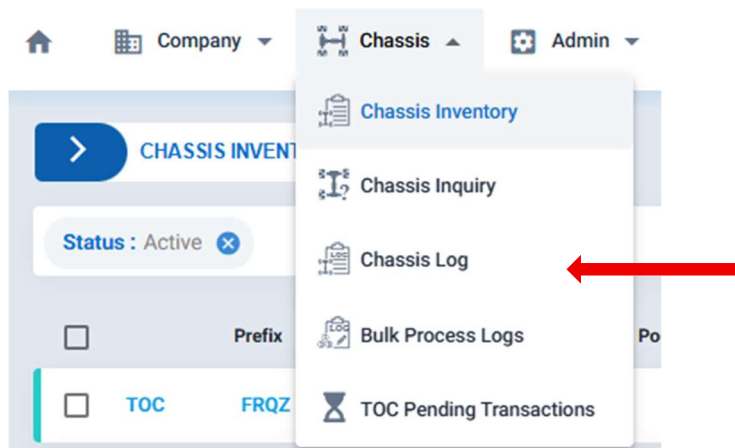 Company
Chassis
Admin
Chassis Inventory
CHASSIS INVENT
Chassis Inquiry
Status : Active
Chassis Log
Prefix
Bulk Process Logs
Po
TOC
FRQZ
TOC Pending Transactions